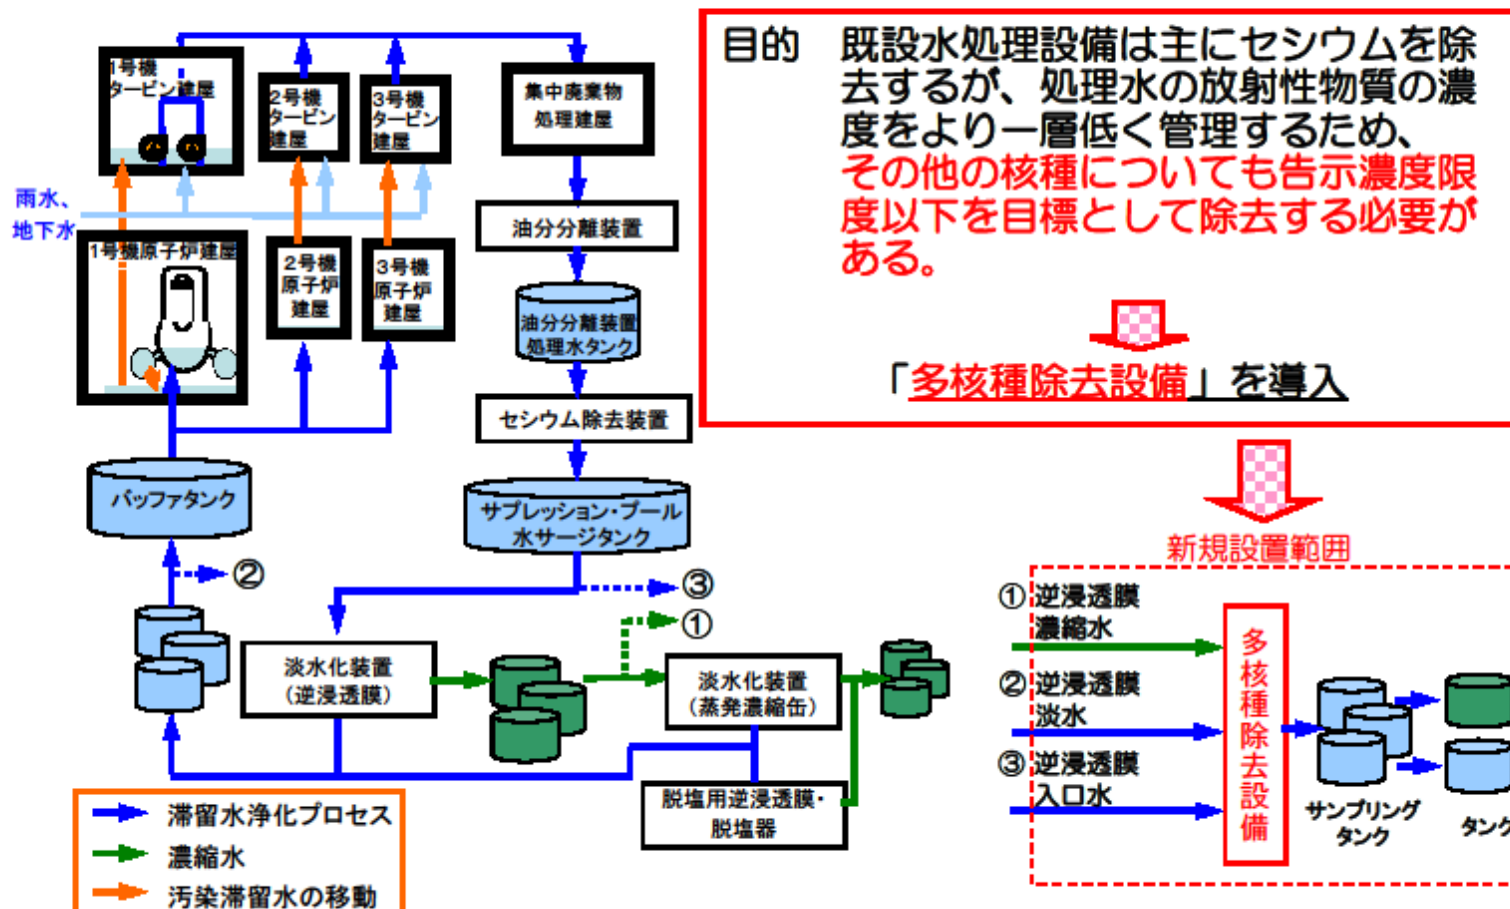 目的 既設水処理設備は主にセシウムを除
去するが、処理水の放射性物質の濃
度をより一層低く管理するため、
その他の核種についても告示濃度限
度以下を目標として除去する必要が
ある。
「多核種除去設備」を導入
1号機
タービン建屋
2号機
タービン
建屋
3号機
タービン
建屋
集中廃棄物
処理建屋
雨水、
地下水
1号機原子炉建屋
2号機
原子炉
建屋
3号機
原子炉
建屋
油分分離装置
油分分離装置
処理水タンク
セシウム除去装置
サプレッション・プール
水サージタンク
バッファタンク
②
③
①
淡水化装置
(逆浸透膜)
淡水化装置
(蒸発濃縮缶)
脱塩用逆浸透膜・
脱塩器
滞留水浄化プロセス
濃縮水
汚染滞留水の移動
新規設置範囲
① 逆浸透膜
濃縮水
② 逆浸透膜
淡水
③ 逆浸透膜
入口水
多核種除去設備
サンプリング
タンク
タンク